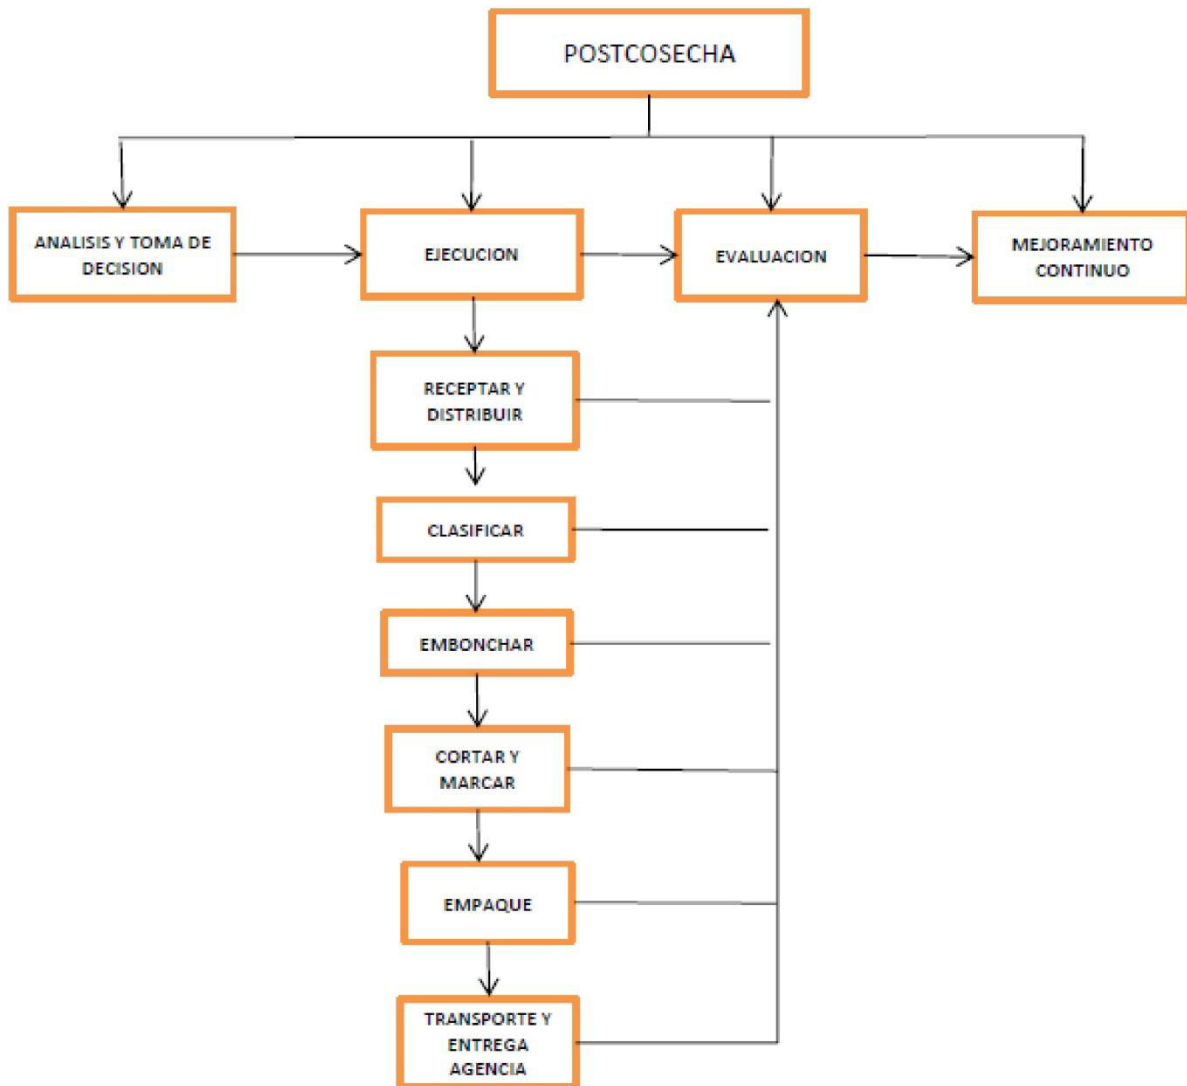 POSTCOSECHA
ANALISIS Y TOMA DE
DECISION
EJECUCION
EVALUACION
MEJORAMIENTO
CONTINUO
RECEPTAR Y
DISTRIBUIR
CLASIFICAR
EMBONCHAR
CORTAR Y
MARCAR
EMPAQUE
TRANSPORTE Y
ENTREGA
AGENCIA